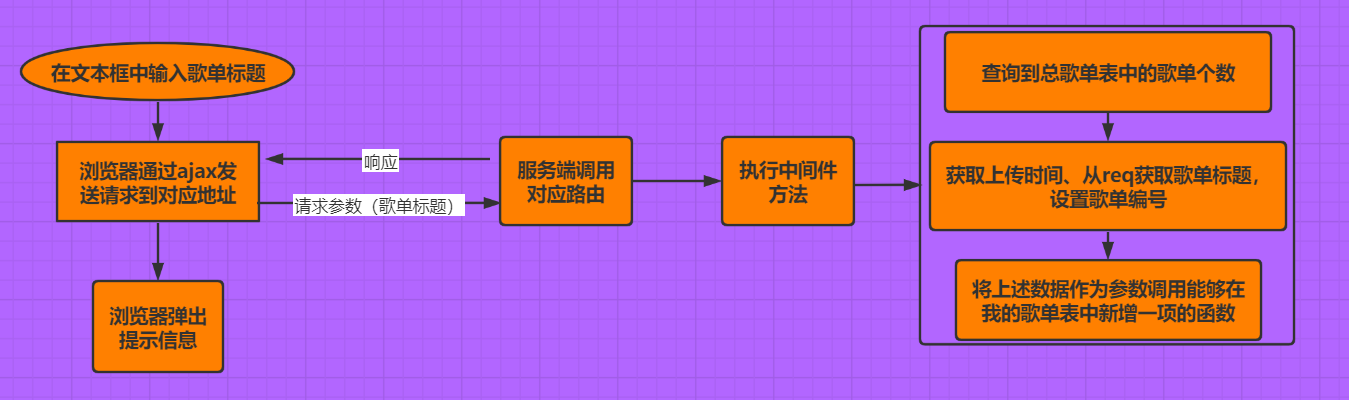 在文本框中输入歌单标题
浏览器通过ajax发
送请求到对应地址
浏览器弹出
提示信息
响应
请求参数（歌单标题）
服务端调用
对应路由
执行中间件
方法
查询到总歌单表中的歌单个数
获取上传时间、从req获取歌单标题，
设置歌单编号
将上述数据作为参数调用能够在
我的歌单表中新增一项的函数